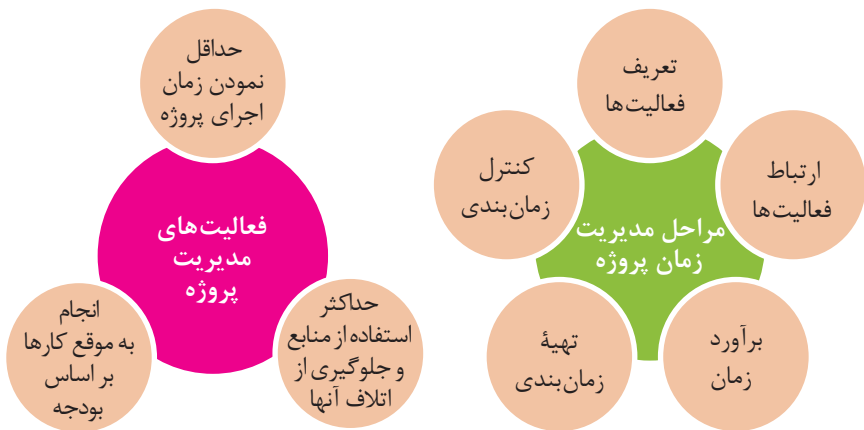 مراحل مدیریت
زمان پروژه
تعریف
فعالیت‌ها
ارتباط
فعالیت‌ها
برآورد
زمان
تهیهٔ
زمان‌بندی
کنترل
زمان‌بندی
فعالیت‌های
مدیریت
پروژه
حداقل
نمودن زمان
اجرای پروژه
حداکثر
استفاده از منابع
و جلوگیری از
اتلاف آنها
انجام
به موقع کارها
بر اساس
بودجه